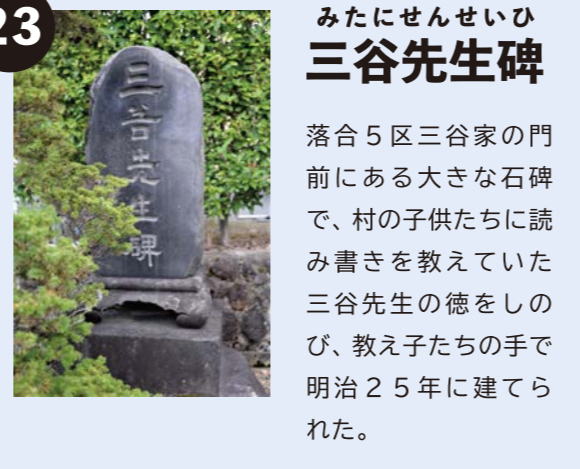 23
みたにせんせいひ
三谷先生碑
三谷先生碑
落合５区三谷家の門
前にある大きな石碑
で、村の子供たちに読
み書きを教えていた
三谷先生の徳をしの
び、教え子たちの手で
明治２５年に建てら
れた。